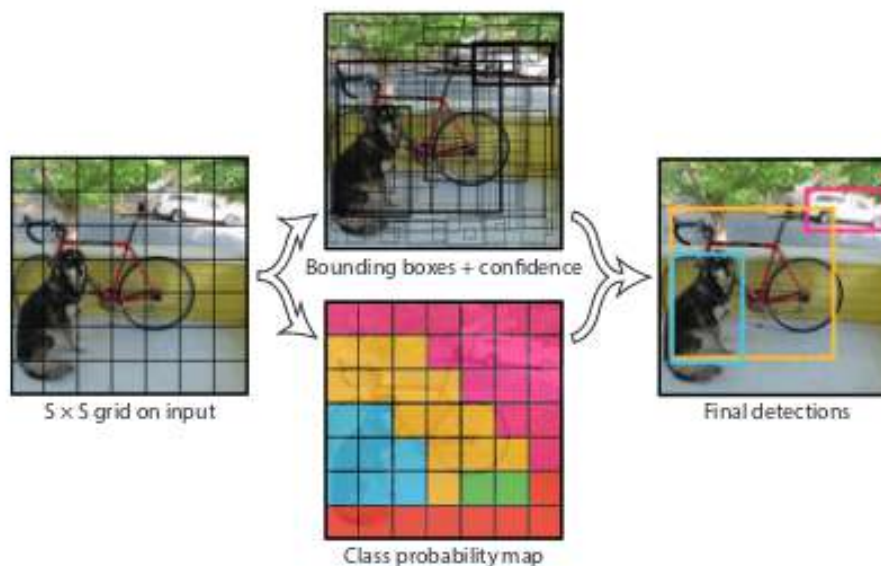 S × S grid on input
Bounding boxes + confidence
Class probability map
Final detections